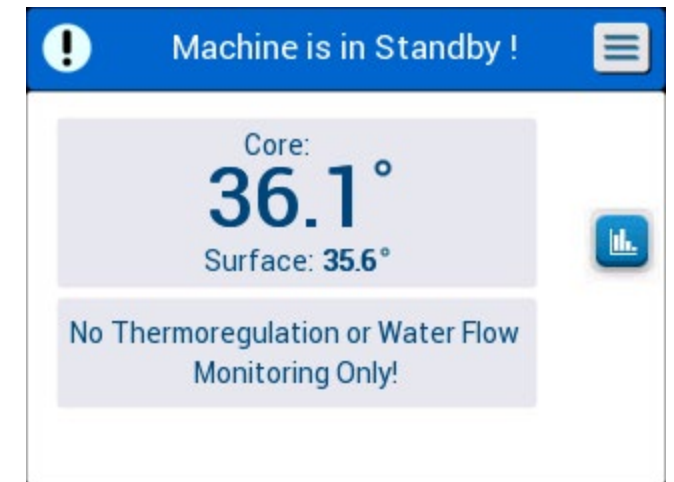 Machine is in Standby !
Core:
36.1°
Surface: 35.6°
No Thermoregulation or Water Flow
Monitoring Only!